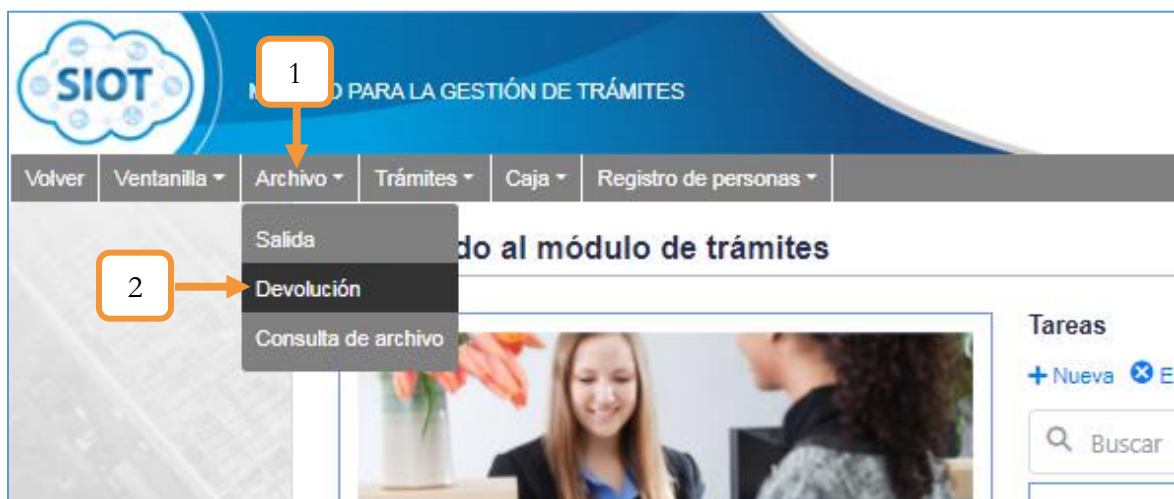 SIOT
1
PARA LA GESTIÓN DE TRÁMITES
Volver Ventanilla Archivo Trámites Caja Registro de personas
Salida
al módulo de trámites
2
Devolución
Consulta de archivo
Tareas
+ Nueva
Buscar